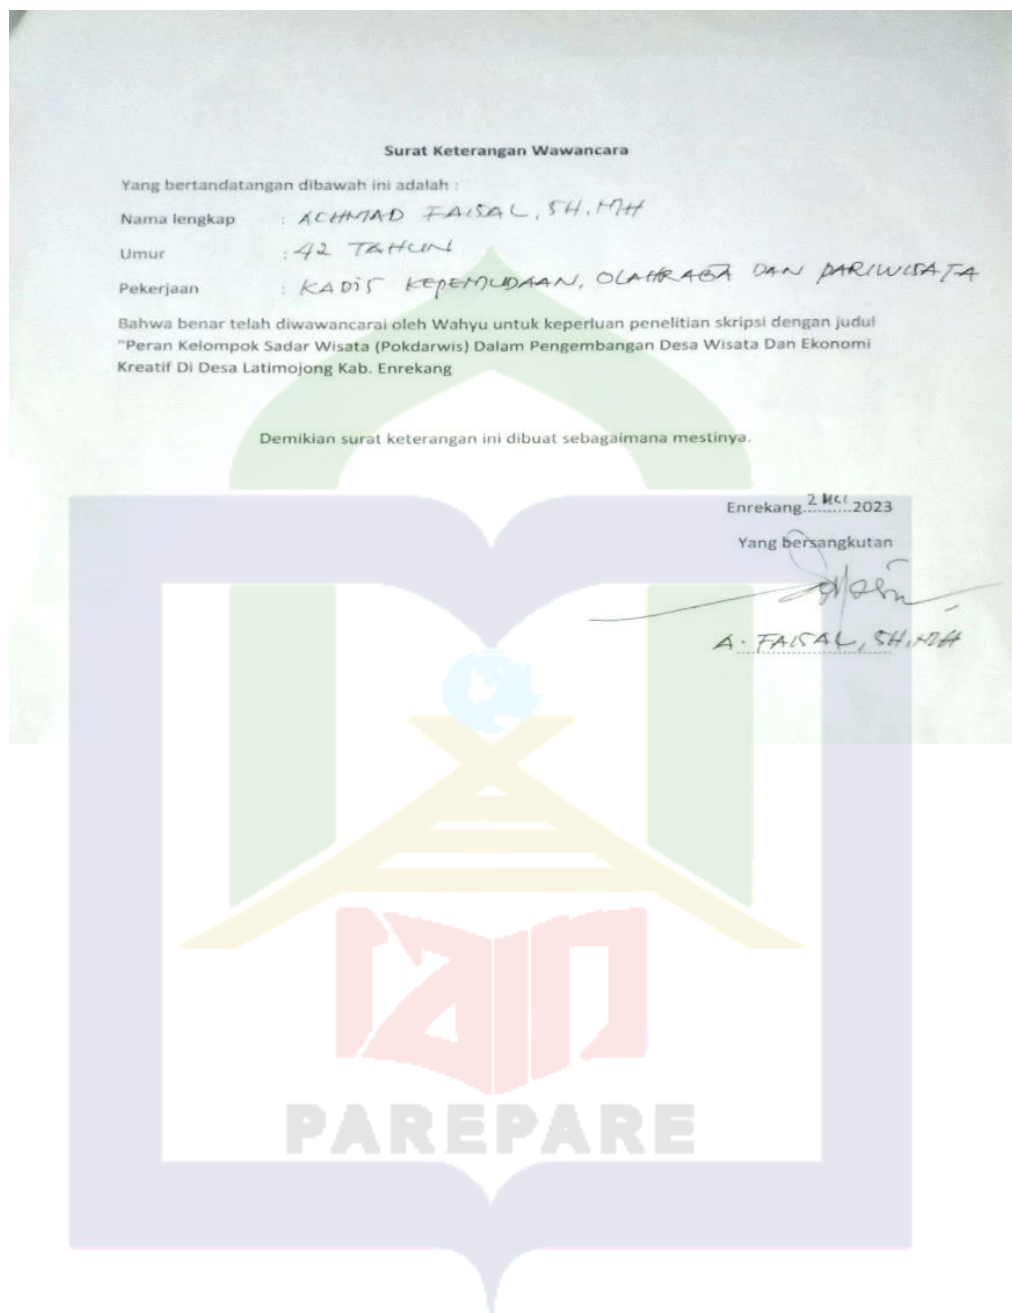 Surat Keterangan Wawancara
Yang bertandatangan dibawah ini adalah :
Nama lengkap : ACHMAD FAISAL, SH. MH
Umur : 42 TAHUN
Pekerjaan : KADIS KEPEMUDAAN, OLAHRAGA DAN PARIWISATA
Bahwa benar telah diwawancarai oleh Wahyu untuk keperluan penelitian skripsi dengan judul
"Peran Kelompok Sadar Wisata (Pokdarwis) Dalam Pengembangan Desa Wisata Dan Ekonomi
Kreatif Di Desa Latimojong Kab. Enrekang
Demikian surat keterangan ini dibuat sebagaimana mestinya.
Enrekang 2 Mei 2023
Yang bersangkutan
A. FAISAL, SH, MH
iain
PAREPARE